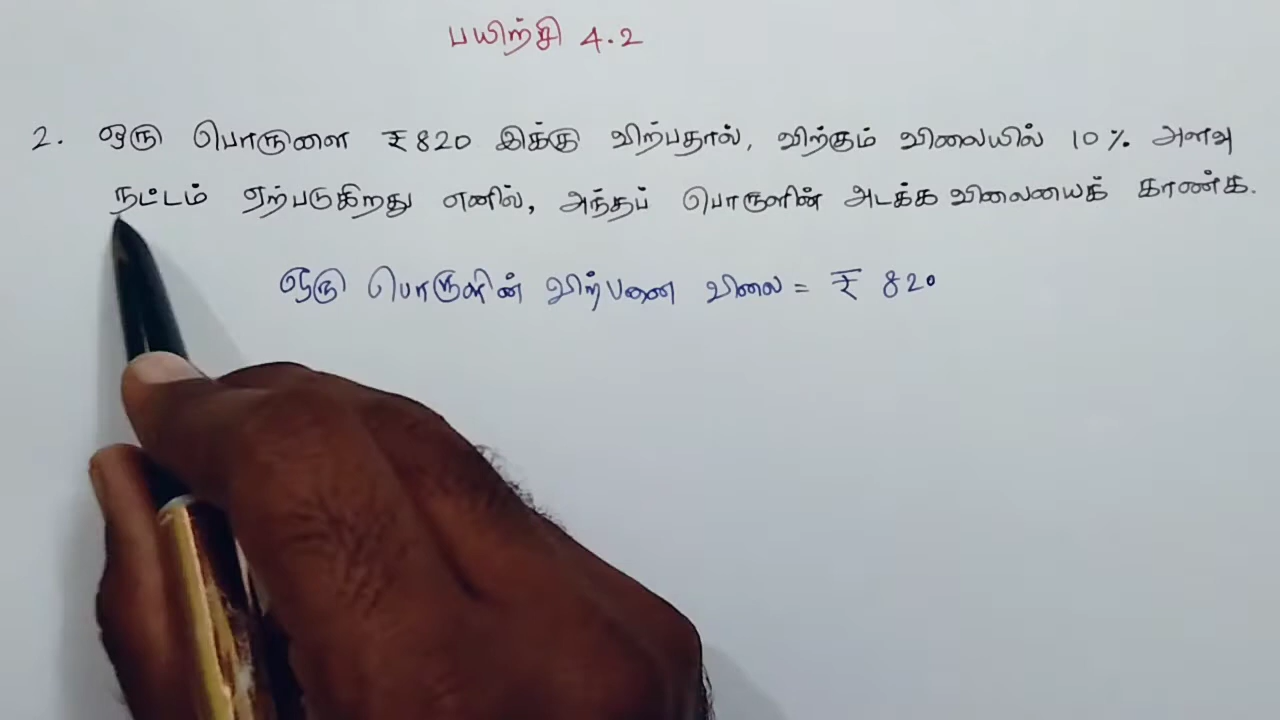 பயிற்சி 4.2
2. ஒரு பொருளை ₹ 820 இக்கு விற்பதால், விற்கும் விலையில் 10 % அளவு
நட்டம் ஏற்படுகிறது எனில், அந்தப் பொருளின் அடக்க விலையைக் காண்க.
ஒரு பொருளின் விற்பனை விலை = ₹ 820